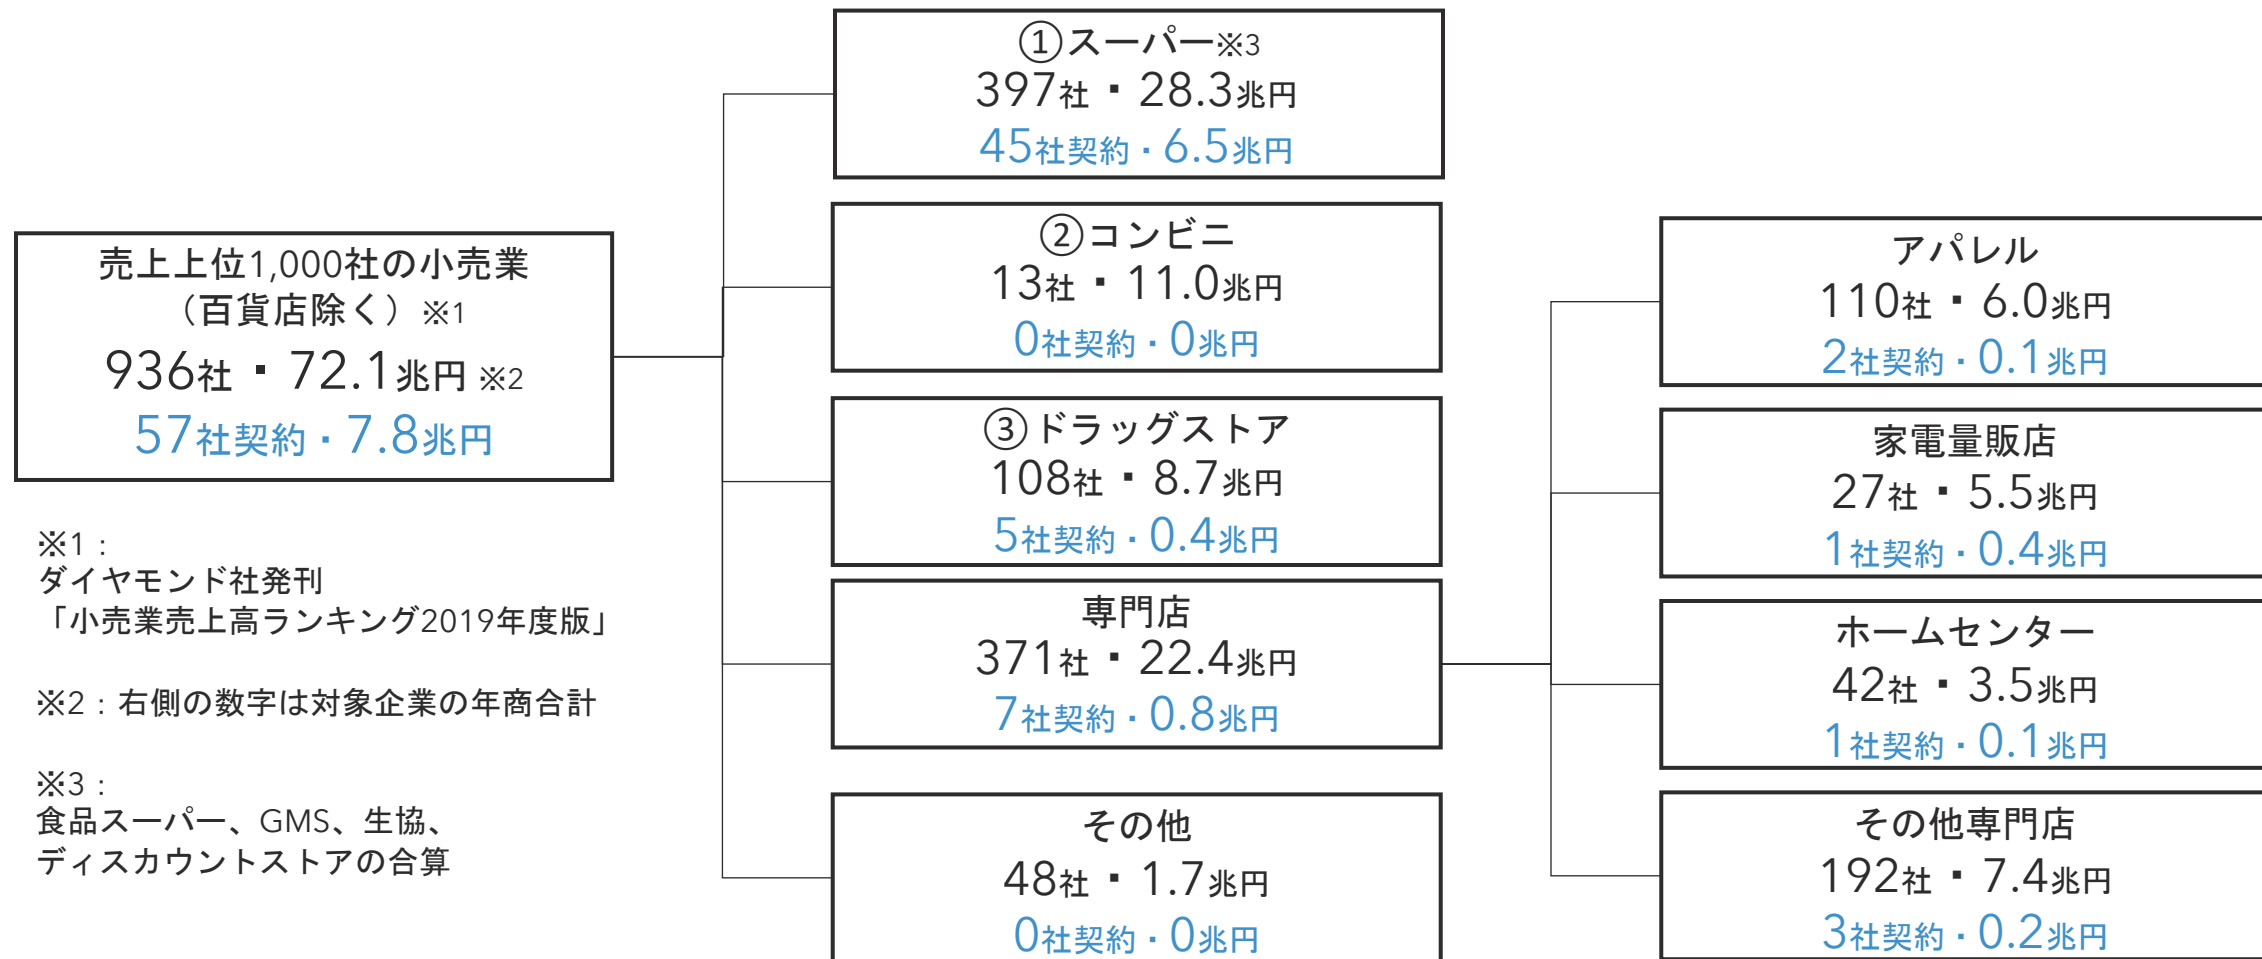 売上上位1,000社の小売業
（百貨店除く）※1
936社・72.1兆円 ※2
57社契約・7.8兆円
※1：
ダイヤモンド社発刊
「小売業売上高ランキング2019年度版」
※2：右側の数字は対象企業の年商合計
※3：
食品スーパー、GMS、生協、
ディスカウントストアの合算
①スーパー※3
397社・28.3兆円
45社契約・6.5兆円
②コンビニ
13社・11.0兆円
0社契約・0兆円
③ドラッグストア
108社・8.7兆円
5社契約・0.4兆円
専門店
371社・22.4兆円
7社契約・0.8兆円
その他
48社・1.7兆円
0社契約・0兆円
アパレル
110社・6.0兆円
2社契約・0.1兆円
家電量販店
27社・5.5兆円
1社契約・0.4兆円
ホームセンター
42社・3.5兆円
1社契約・0.1兆円
その他専門店
192社・7.4兆円
3社契約・0.2兆円